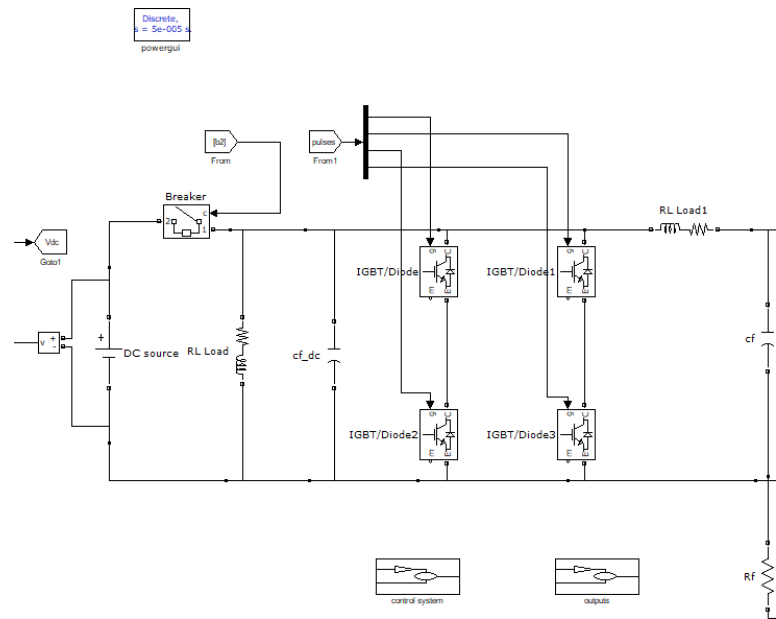 Discrete,
s = 5e-005 s.
powergui
[b2]
From
pulses
From1
Breaker
c
2
1
RL Load1
Vdc
Goto1
g
C
IGBT/Diode
m
E
g
C
IGBT/Diode1
m
E
v
+
-
+
DC source
RL Load
cf_dc
cf
g
C
IGBT/Diode2
m
E
g
C
IGBT/Diode3
m
E
Rf
control system
outputs